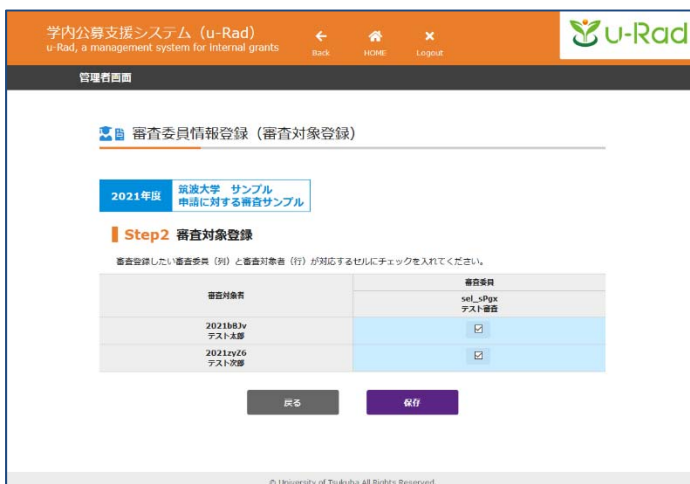 学内公募支援システム（u-Rad）
u-Rad, a management system for Internal grants
Back
HOME
Logout
u-Rad
管理者画面
審査委員情報登録（審査対象登録）
2021年度
筑波大学 サンプル
申請に対する審査サンプル
Step2 審査対象登録
審査登録したい審査委員（列）と審査対象者（行）が対応するセルにチェックを入れてください。
審査対象者
審査委員
sel_sPgx
テスト審査
2021bBJv
テスト太郎
2021zyZ6
テスト次郎
戻る
保存
© University of Tsukuba All Rights Reserved